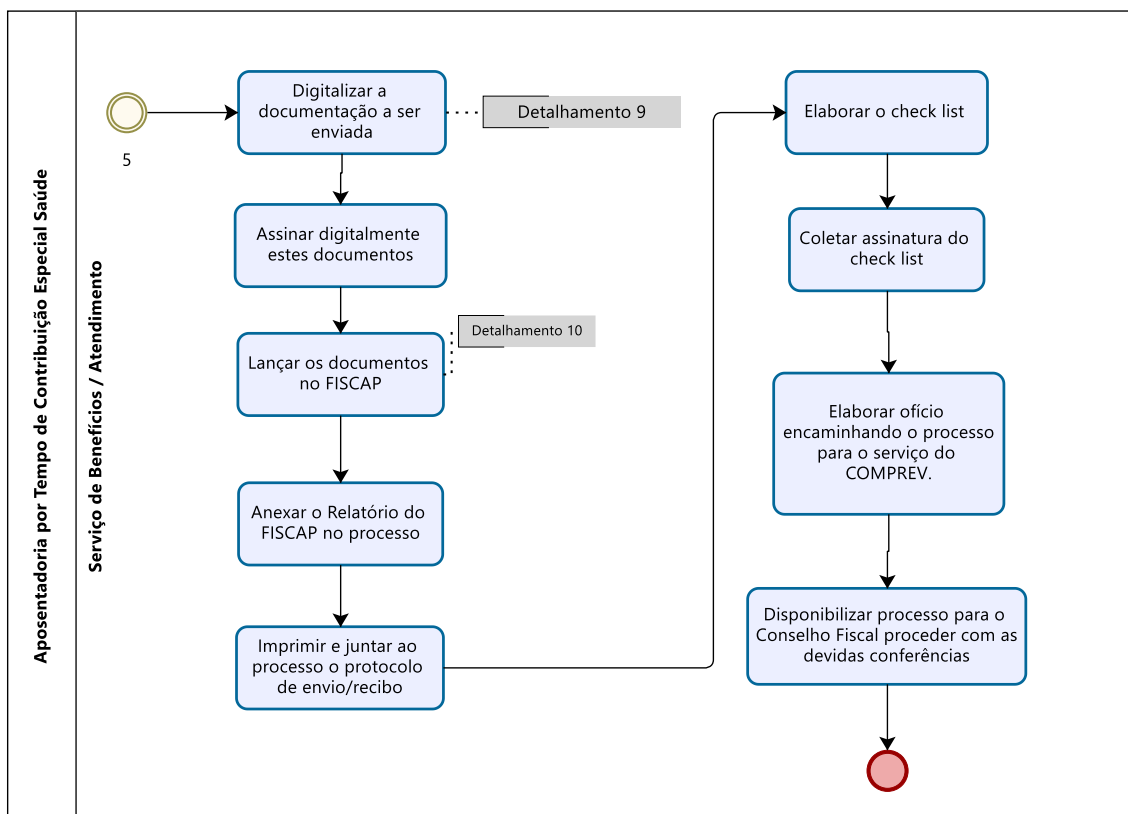 Aposentadoria por Tempo de Contribuição Especial Saúde
Serviço de Benefícios / Atendimento
5
Digitalizar a
documentação a ser
enviada
Detalhamento 9
Assinar digitalmente
estes documentos
Lançar os documentos
no FISCAP
Detalhamento 10
Anexar o Relatório do
FISCAP no processo
Imprimir e juntar ao
processo o protocolo
de envio/recibo
Elaborar o check list
Coletar assinatura do
check list
Elaborar ofício
encaminhando o processo
para o serviço do
COMPREV.
Disponibilizar processo para o
Conselho Fiscal proceder com as
devidas conferências